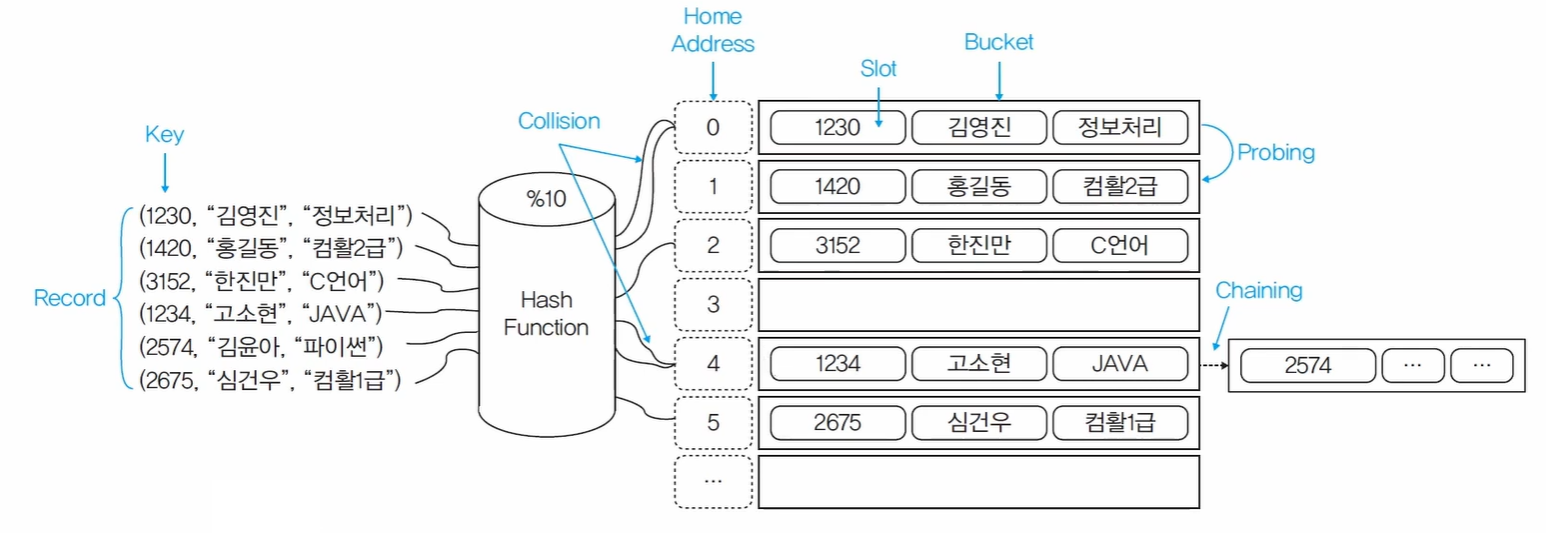 Home
Address
Bucket
Slot
Collision
Key
0 1230 김영진 정보처리
Probing
1 1420 홍길동 컴활2급
%10
(1230, “김영진”, “정보처리”)
(1420, “홍길동”, “컴활2급”)
2 3152 한진만 C언어
(3152, “한진만”, “C언어”)
Record
(1234, “고소현”, “JAVA”)
Hash
Function
3
Chaining
(2574, “김윤아, “파이썬”)
4 1234 고소현 JAVA 2574 ... ...
(2675, “심건우”, “컴활1급”)
5 2675 심건우 컴활1급
...